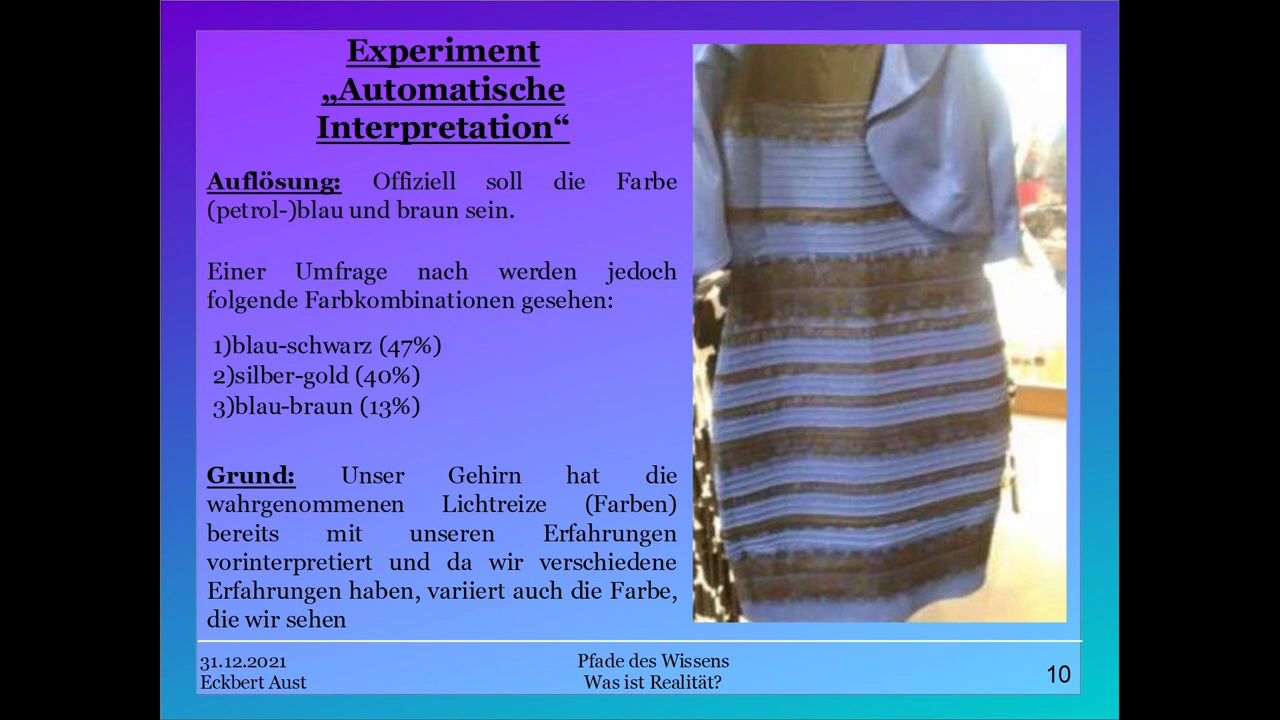 Experiment
„Automatische
Interpretation“
Auflösung: Offiziell soll die Farbe
(petrol-)blau und braun sein.
Einer Umfrage nach werden jedoch
folgende Farbkombinationen gesehen:
1)blau-schwarz (47%)
2)silber-gold (40%)
3)blau-braun (13%)
Grund: Unser Gehirn hat die
wahrgenommenen Lichtreize (Farben)
bereits mit unseren Erfahrungen
vorinterpretiert und da wir verschiedene
Erfahrungen haben, variiert auch die Farbe,
die wir sehen
31.12.2021
Eckbert Aust
Pfade des Wissens
Was ist Realität?
10